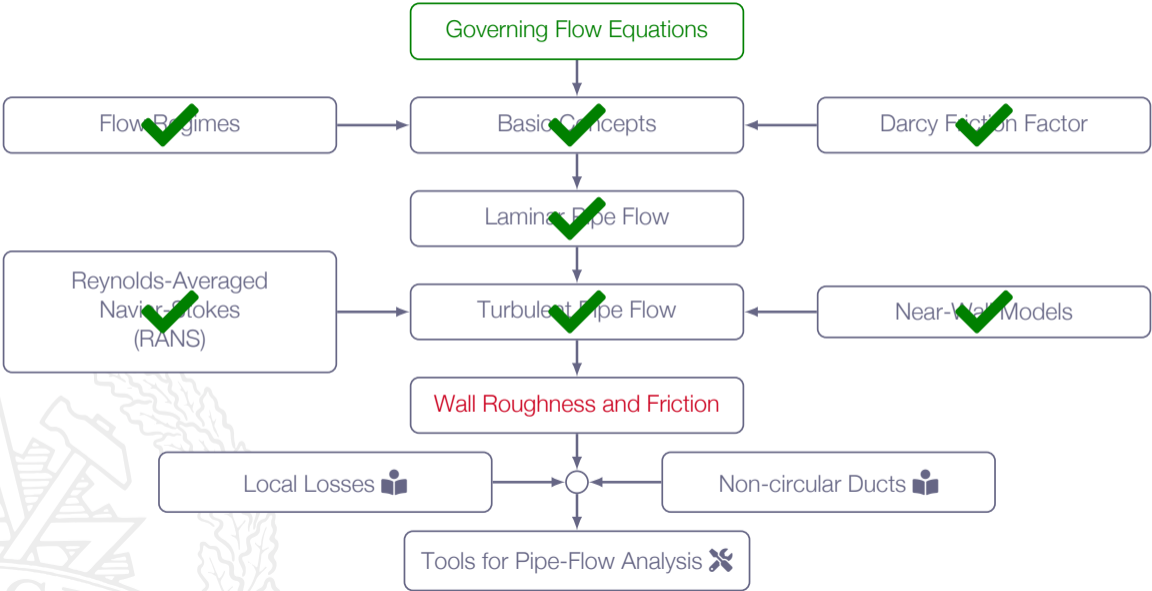 Governing Flow Equations
Flow Regimes
Basic Concepts
Darcy Friction Factor
Laminar Pipe Flow
Reynolds-Averaged
Navier-Stokes
(RANS)
Turbulent Pipe Flow
Near-Wall Models
Wall Roughness and Friction
Local Losses
Non-circular Ducts
Tools for Pipe-Flow Analysis